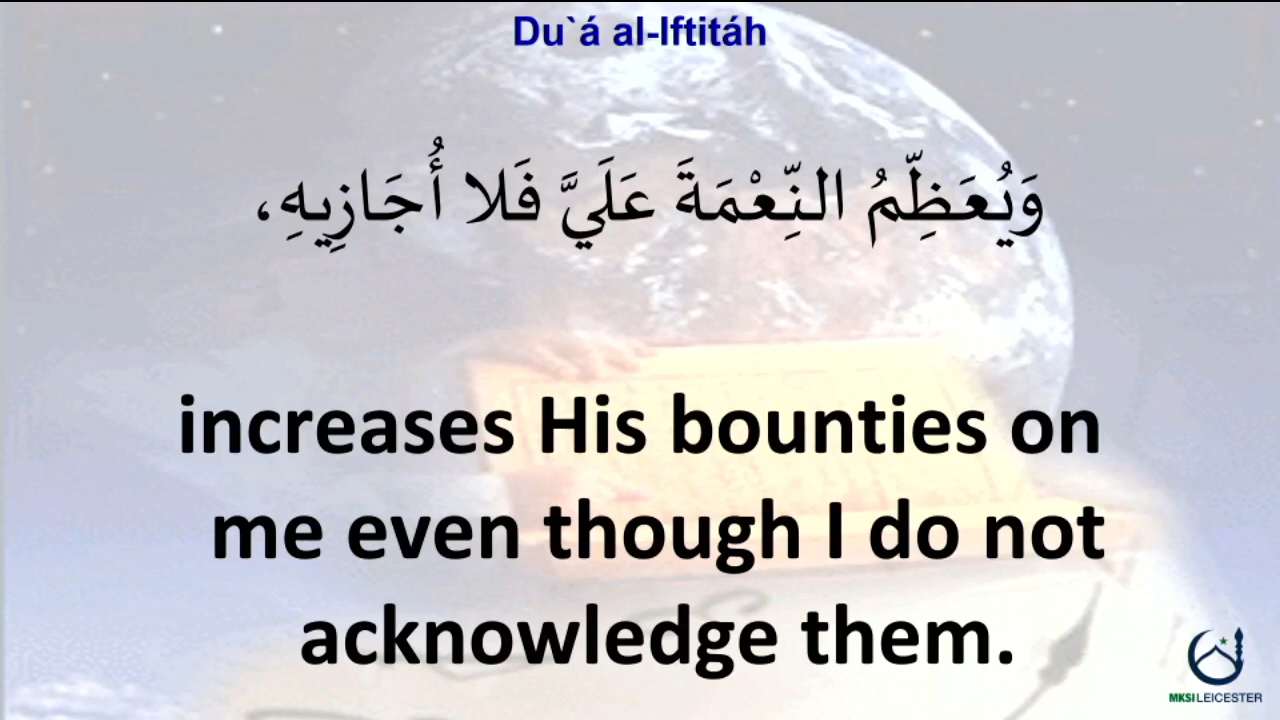 Du`á al-Iftitáh
وَيُعَظِّمُ النِّعْمَةَ عَلَيَّ فَلا أُجَازِيهِ،
increases His bounties on
me even though I do not
acknowledge them.
MKSI LEICESTER